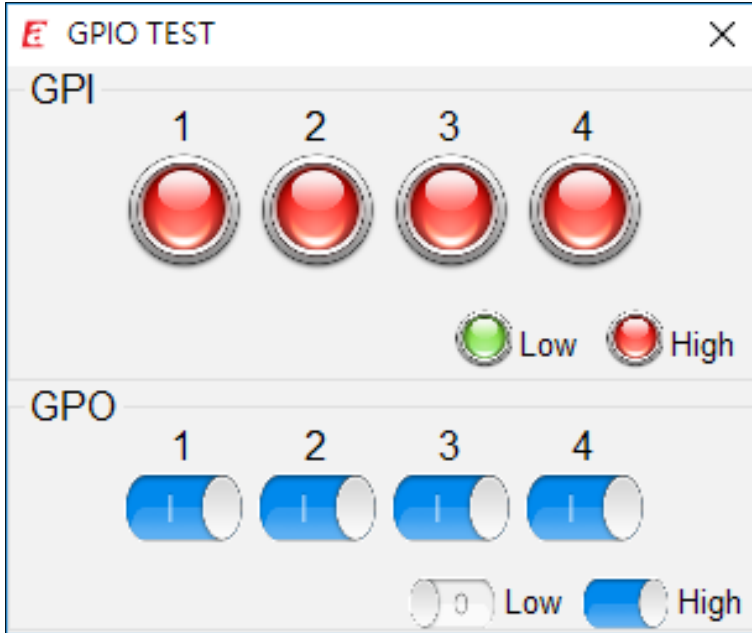 GPIO TEST
GPI
1 2 3 4
Low High
GPO
1 2 3 4
I I I I
0 Low High